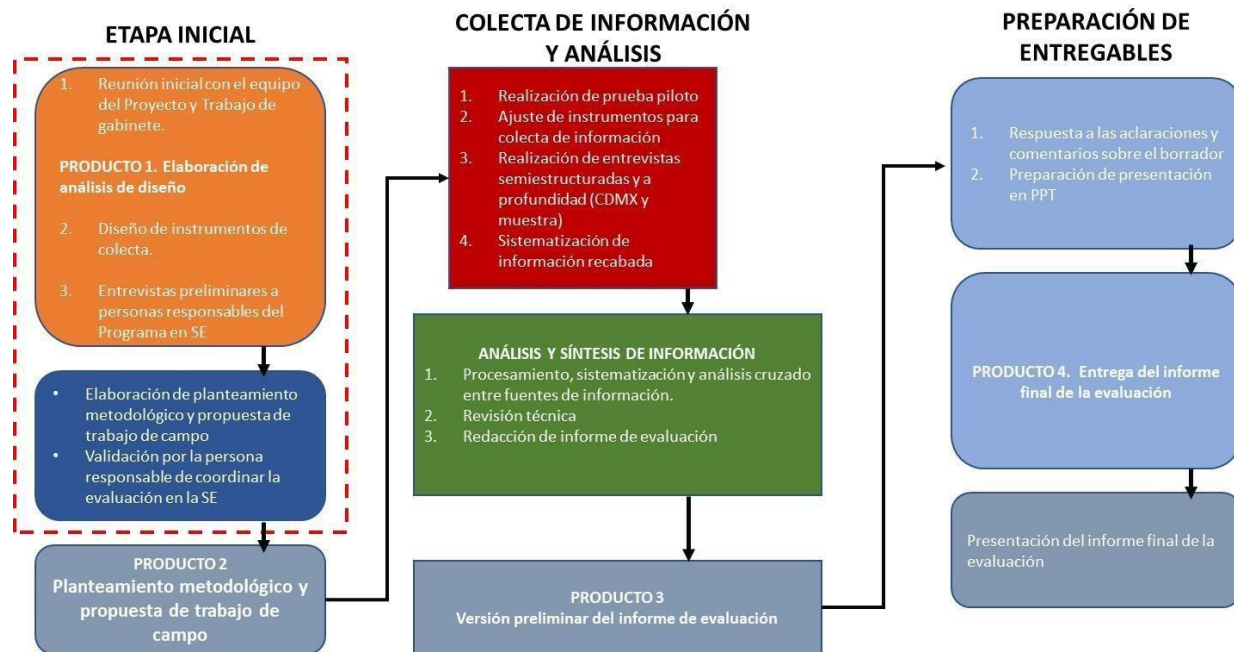 ETAPA INICIAL
1. Reunión inicial con el equipo
del Proyecto y Trabajo de
gabinete.
PRODUCTO 1. Elaboración de
análisis de diseño
2. Diseño de instrumentos de
colecta.
3. Entrevistas preliminares a
personas responsables del
Programa en SE
• Elaboración de planteamiento
metodológico y propuesta de
trabajo de campo
• Validación por la persona
responsable de coordinar la
evaluación en la SE
PRODUCTO 2
Planteamiento metodológico y
propuesta de trabajo de
campo
COLECTA DE INFORMACIÓN
Y ANÁLISIS
1. Realización de prueba piloto
2. Ajuste de instrumentos para
colecta de información
3. Realización de entrevistas
semiestructuradas y a
profundidad (CDMX y
muestra)
4. Sistematización de
información recabada
ANÁLISIS Y SÍNTESIS DE INFORMACIÓN
1. Procesamiento, sistematización y análisis cruzado
entre fuentes de información.
2. Revisión técnica
3. Redacción de informe de evaluación
PRODUCTO 3
Versión preliminar del informe de evaluación
PREPARACIÓN DE
ENTREGABLES
1. Respuesta a las aclaraciones y
comentarios sobre el borrador
2. Preparación de presentación
en PPT
PRODUCTO 4. Entrega del informe
final de la evaluación
Presentación del informe final de la
evaluación